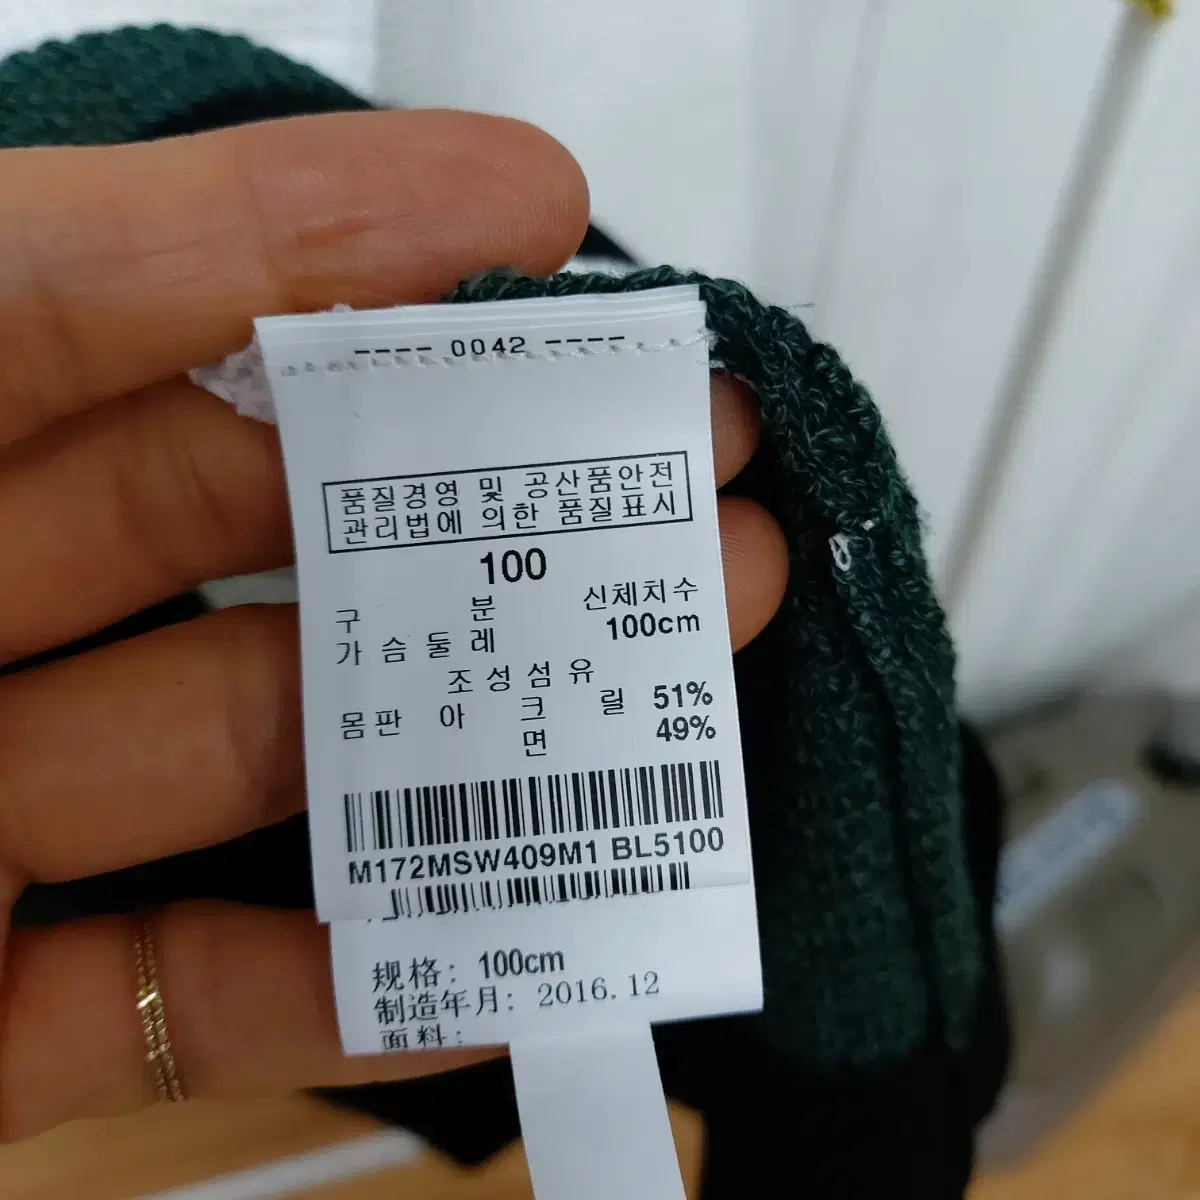 ---- 0042 ----
품질경영 및 공산품안전
관리법에 의한 품질표시
100
구 분 신체치수
가슴둘레 100cm
조성섬유
몸판 아크릴 51%
면 49%
M172MSW409M1 BL5100
规格: 100cm
制造年月: 2016.12
面料: